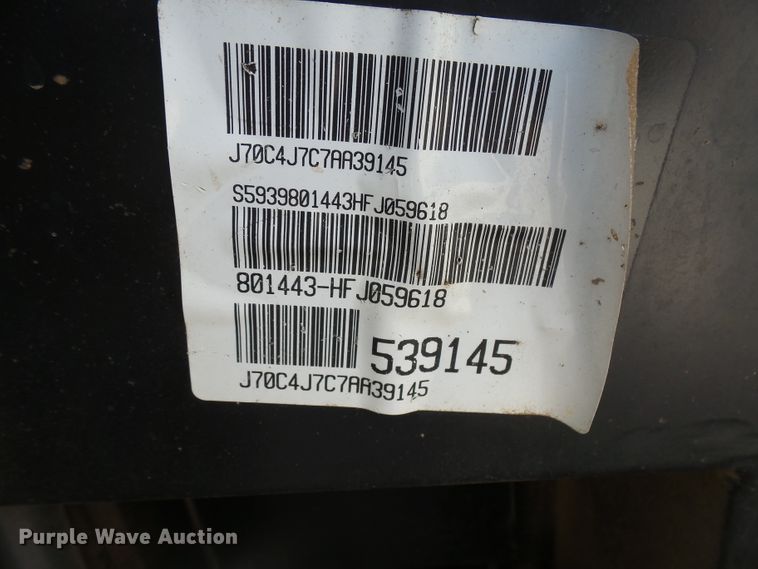 J70C4J7C7AA39145
S5939801443HFJ059618
801443-HFJ059618
539145
J70C4J7C7AA39145
Purple Wave Auction